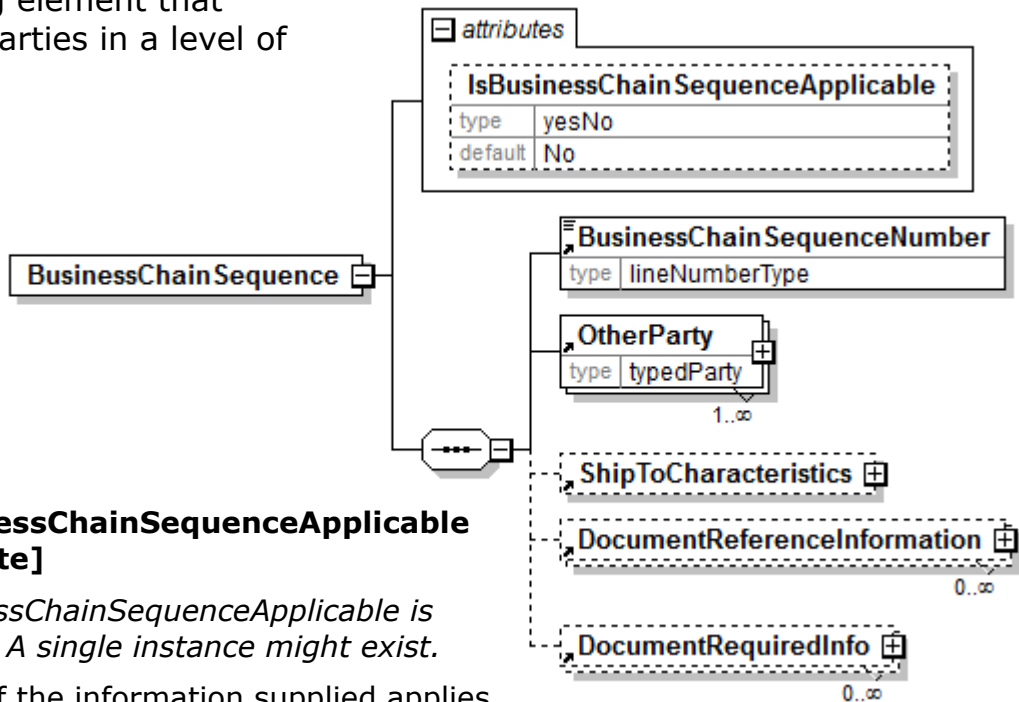 element that
arties in a level of
attributes
IsBusinessChainSequenceApplicable
type yesNo
default No
BusinessChainSequence
BusinessChainSequenceNumber
type lineNumberType
OtherParty
type typedParty
1..∞
ShipToCharacteristics
DocumentReferenceInformation
0..∞
DocumentRequiredInfo
0..∞
essChainSequenceApplicable
te]
ssChainSequenceApplicable is
A single instance might exist.
f the information supplied applies